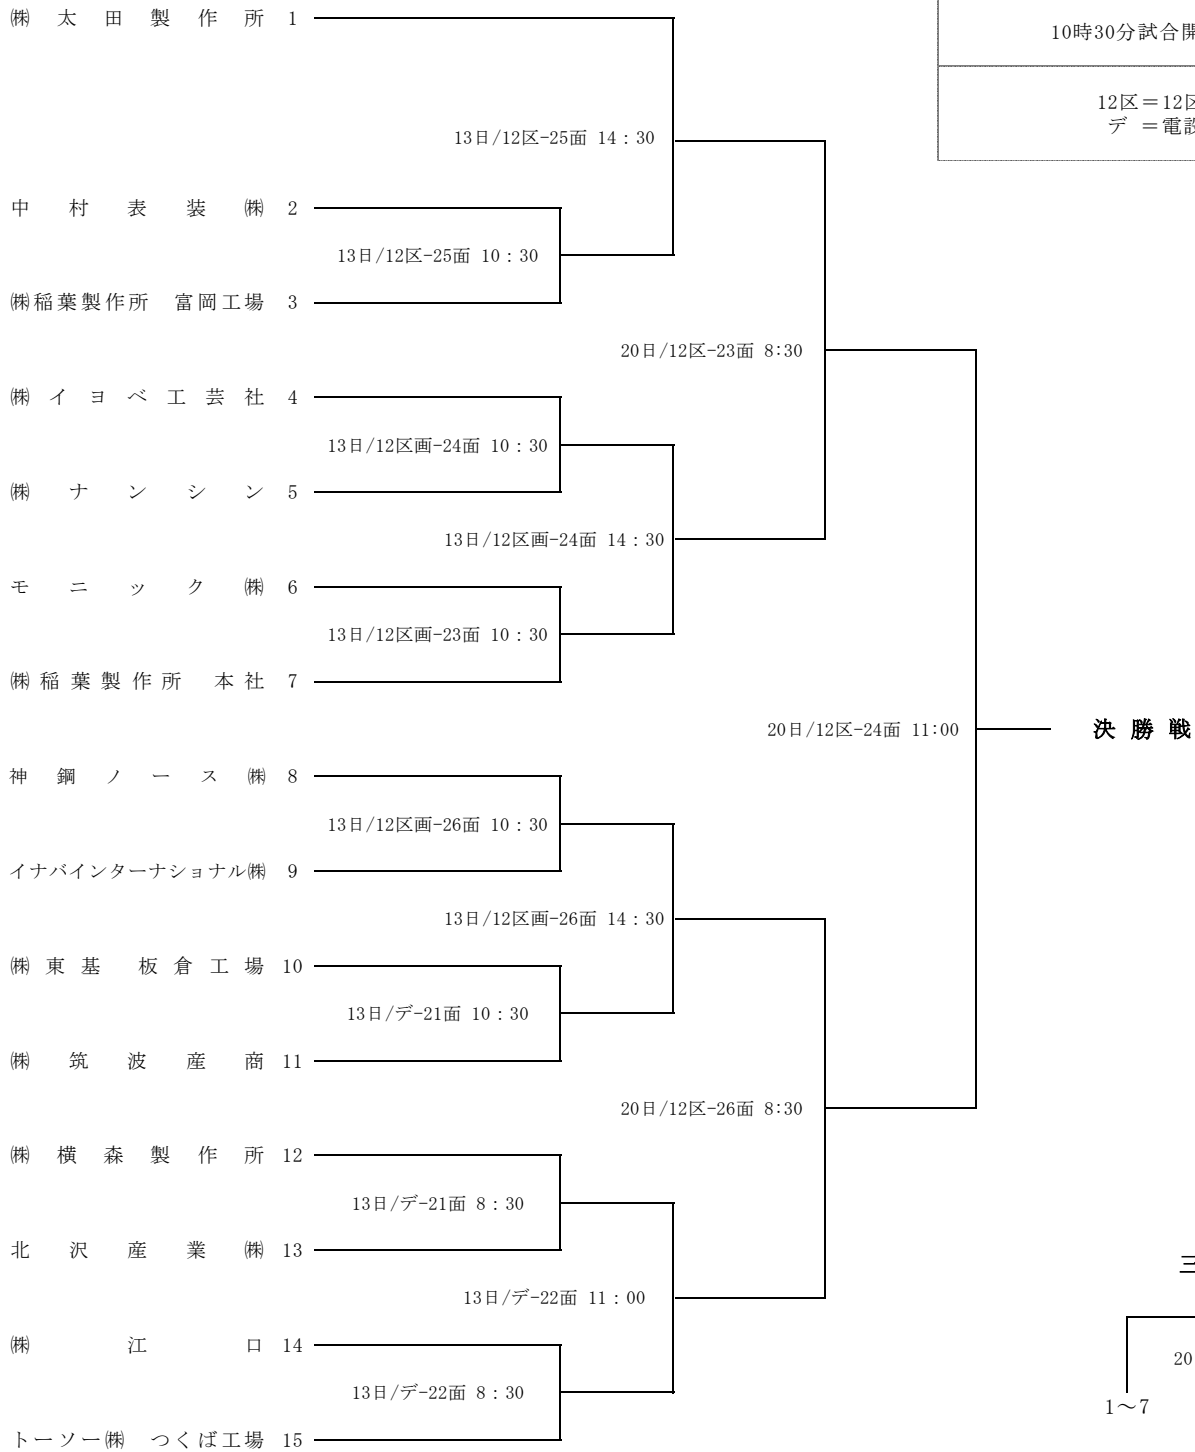 ㈱太田製作所 1
10時30分試合開
12区＝12区
デ ＝電設
13日/12区-25面 14：30
中村表装㈱ 2
13日/12区-25面 10：30
㈱稲葉製作所 富岡工場 3
20日/12区-23面 8:30
㈱イヨベ工芸社 4
13日/12区画-24面 10：30
㈱ナンシン 5
13日/12区画-24面 14：30
モニック㈱ 6
13日/12区画-23面 10：30
㈱稲葉製作所 本社 7
20日/12区-24面 11:00
決勝戦
神鋼ノース㈱ 8
13日/12区画-26面 10：30
イナバインターナショナル㈱ 9
13日/12区画-26面 14：30
㈱東基 板倉工場 10
13日/デ-21面 10：30
㈱筑波産商 11
20日/12区-26面 8:30
㈱横森製作所 12
13日/デ-21面 8：30
北沢産業㈱ 13
三
13日/デ-22面 11：00
㈱江口 14
20
13日/デ-22面 8：30
1～7
トーソー㈱ つくば工場 15